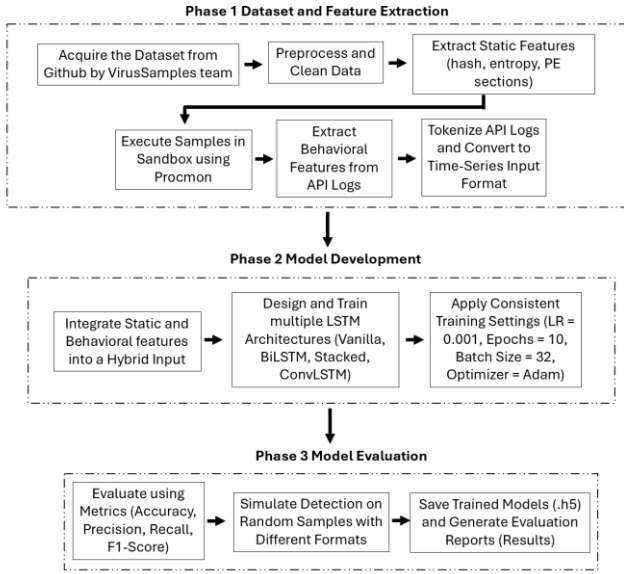 Phase 1 Dataset and Feature Extraction
Acquire the Dataset from
Github by VirusSamples team
Preprocess and
Clean Data
Extract Static Features
(hash, entropy, PE
sections)
Execute Samples in
Sandbox using
Procmon
Extract
Behavioral
Features from
API Logs
Tokenize API Logs
and Convert to
Time-Series Input
Format
Phase 2 Model Development
Integrate Static and
Behavioral features
into a Hybrid Input
Design and Train
multiple LSTM
Architectures (Vanilla,
BiLSTM, Stacked,
ConvLSTM)
Apply Consistent
Training Settings (LR =
0.001, Epochs = 10,
Batch Size = 32,
Optimizer = Adam)
Phase 3 Model Evaluation
Evaluate using
Metrics (Accuracy,
Precision, Recall,
F1-Score)
Simulate Detection on
Random Samples with
Different Formats
Save Trained Models (.h5)
and Generate Evaluation
Reports (Results)